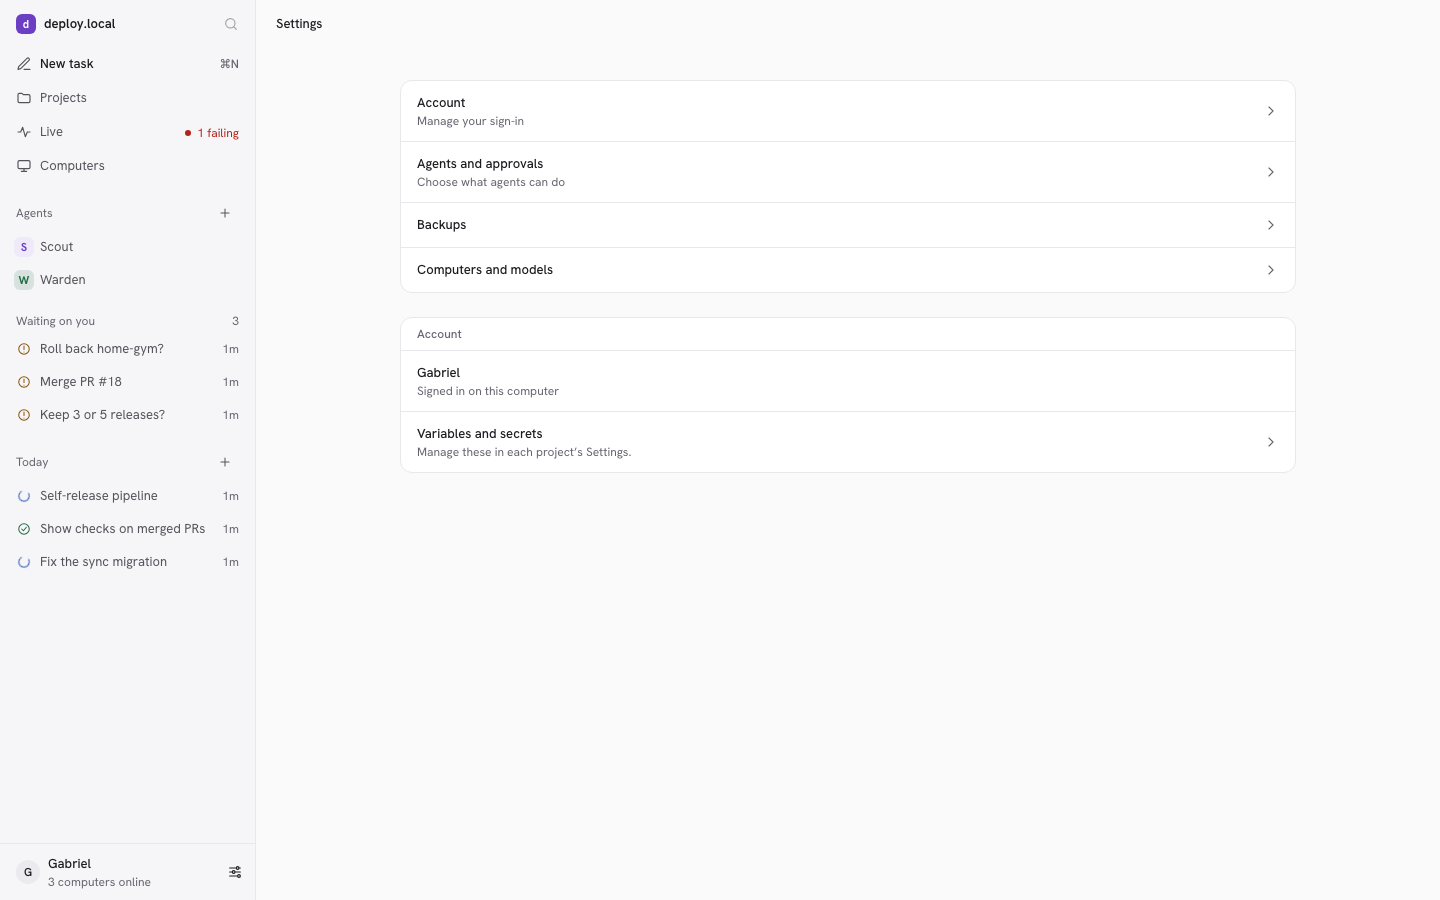 d deploy.local
Settings
New task ⌘N
Projects
Live 1 failing
Computers
Agents
S Scout
W Warden
Waiting on you 3
Roll back home-gym? 1m
Merge PR #18 1m
Keep 3 or 5 releases? 1m
Today
Self-release pipeline 1m
Show checks on merged PRs 1m
Fix the sync migration 1m
G Gabriel
3 computers online
Account
Manage your sign-in
Agents and approvals
Choose what agents can do
Backups
Computers and models
Account
Gabriel
Signed in on this computer
Variables and secrets
Manage these in each project’s Settings.